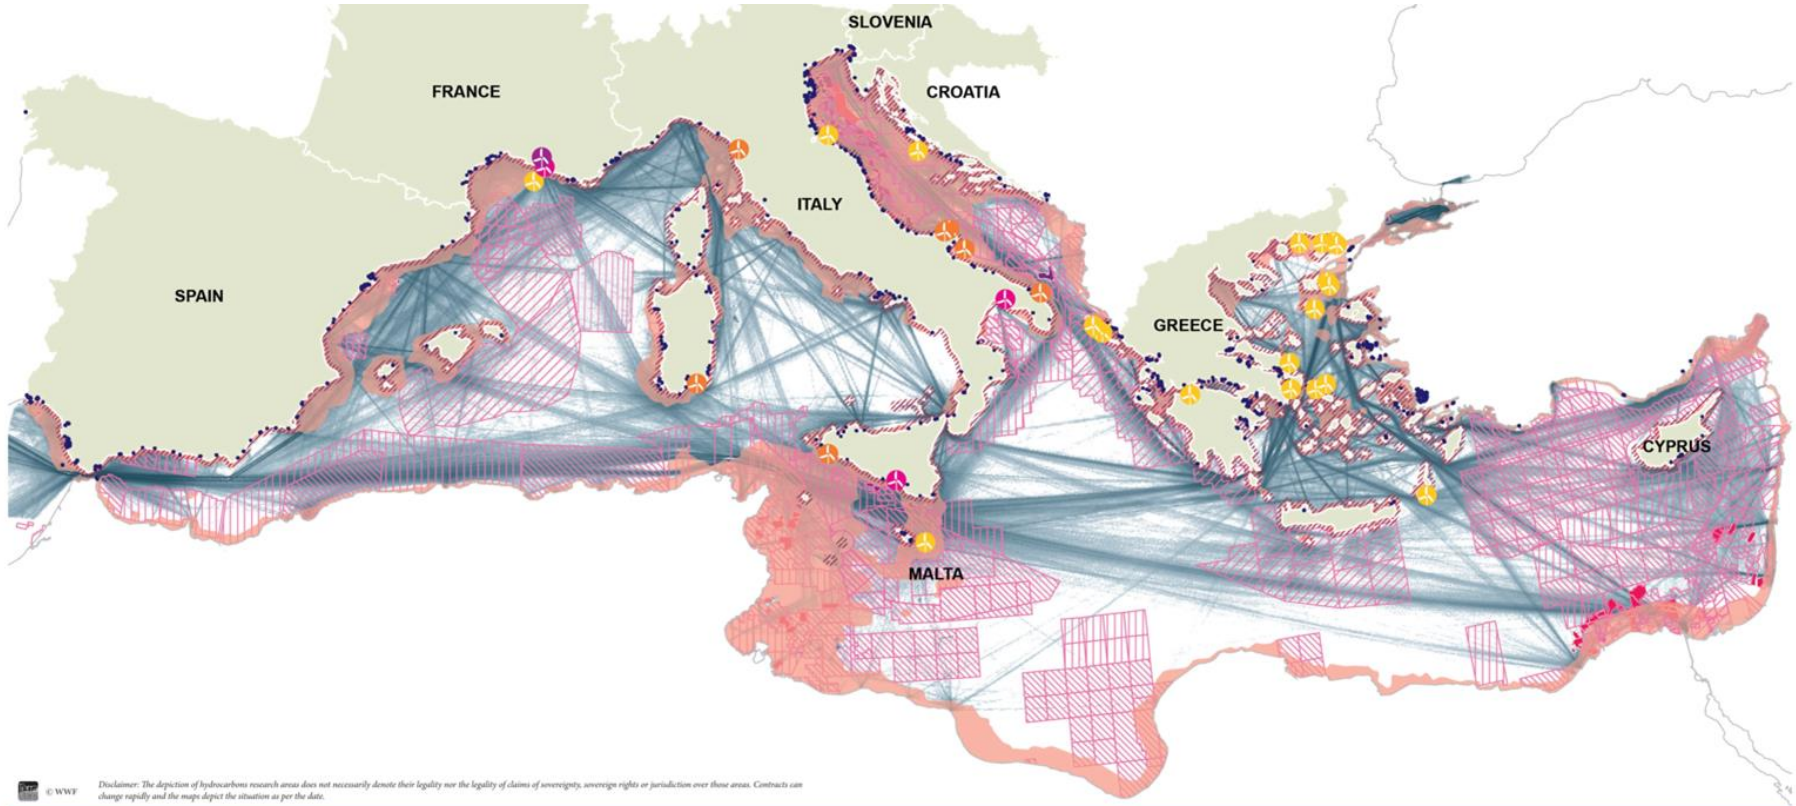 SLOVENIA
FRANCE
CROATIA
ITALY
SPAIN
GREECE
CYPRUS
MALTA
© WWF
Disclaimer: The depiction of hydrocarbons research areas does not necessarily denote their legality nor the legality of claims of sovereignty, sovereign rights or jurisdiction over those areas. Contracts can
change rapidly and the maps depict the situation as per the date.